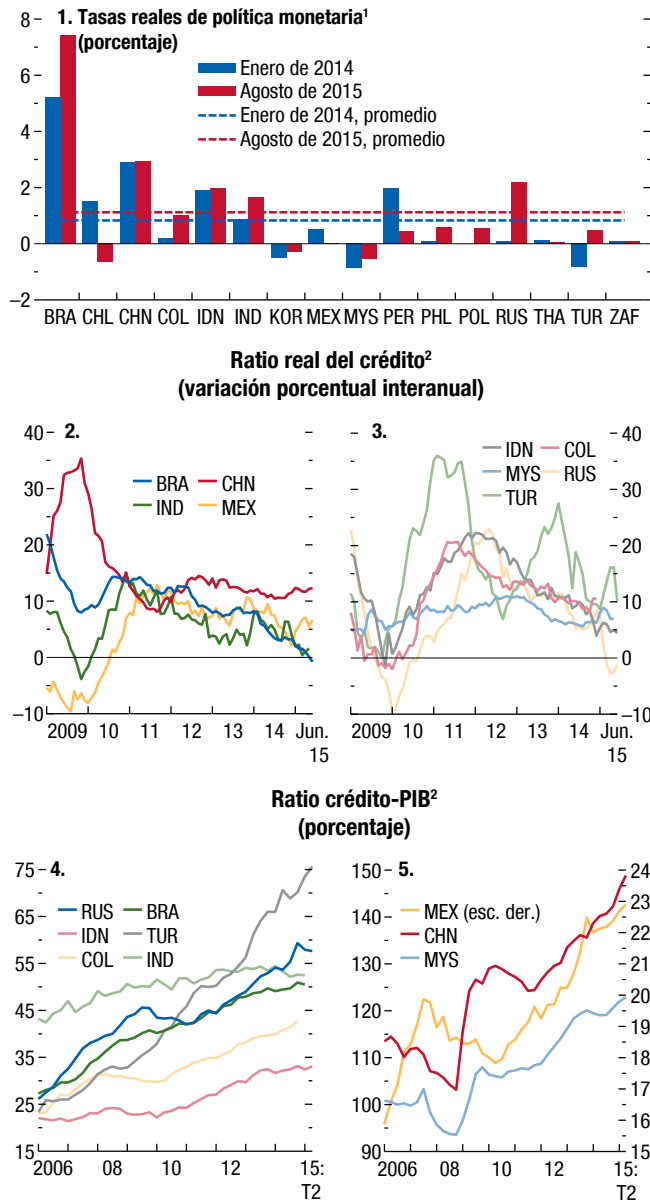 1. Tasas reales de política monetaria¹
(porcentaje)
Enero de 2014
Agosto de 2015
Enero de 2014, promedio
Agosto de 2015, promedio
8
6
4
2
0
–2
BRA CHL CHN COL IDN IND KOR MEX MYS PER PHL POL RUS THA TUR ZAF
Ratio real del crédito²
(variación porcentual interanual)
2.
BRA CHN
IND MEX
40
30
20
10
0
–10
2009 10 11 12 13 14 Jun.
15
3.
IDN COL
MYS RUS
TUR
40
30
20
10
0
–10
2009 10 11 12 13 14 Jun.
15
Ratio crédito-PIB²
(porcentaje)
4.
RUS BRA
IDN TUR
COL IND
75
65
55
45
35
25
15
2006 08 10 12 15:
T2
5.
MEX (esc. der.)
CHN
MYS
150
140
130
120
110
100
90
24
23
22
21
20
19
18
17
16
15
2006 08 10 12 15:
T2